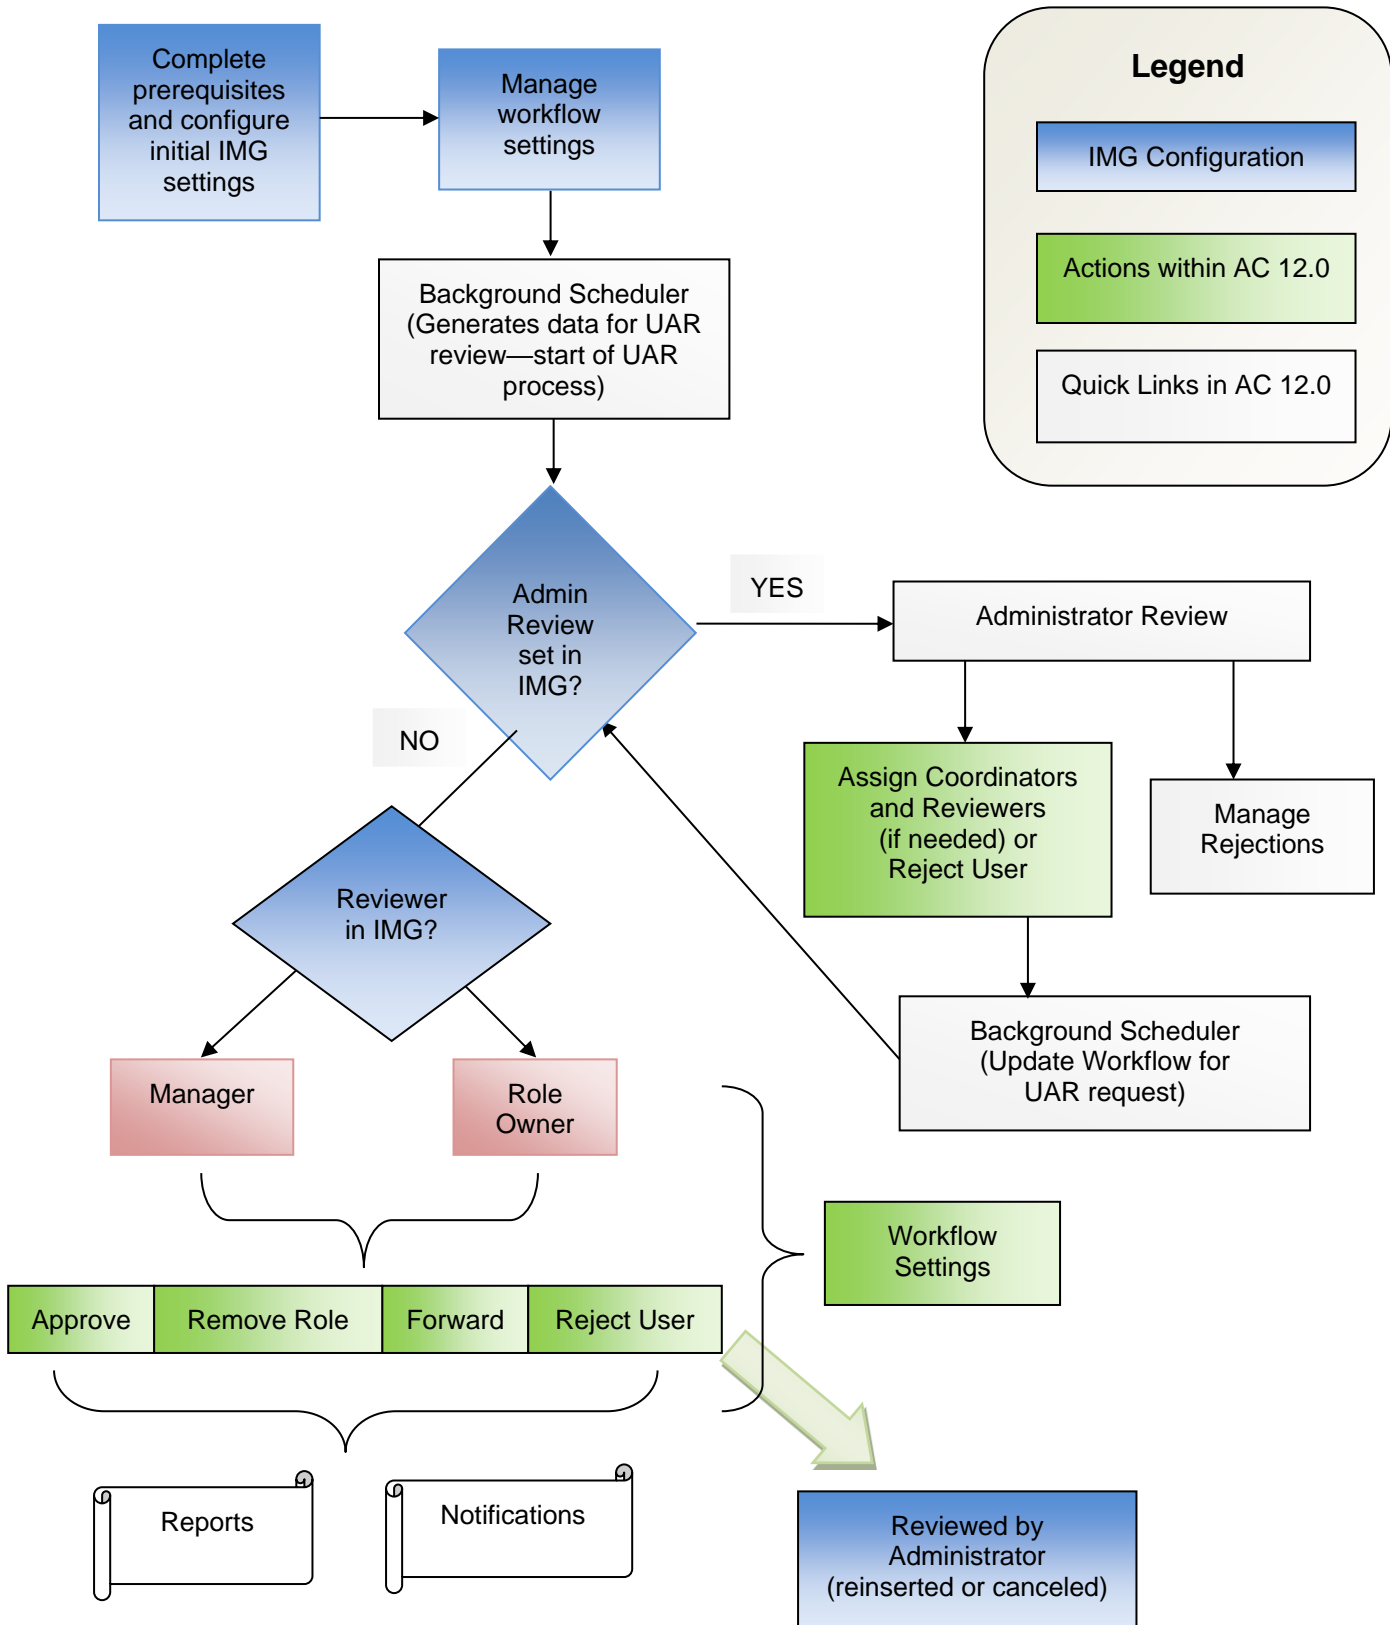 Complete
prerequisites
and configure
initial IMG
settings
Manage
workflow
settings
Legend
IMG Configuration
Actions within AC 12.0
Quick Links in AC 12.0
Background Scheduler
(Generates data for UAR
review—start of UAR
process)
Admin
Review
set in
IMG?
YES
Administrator Review
NO
Assign Coordinators
and Reviewers
(if needed) or
Reject User
Manage
Rejections
Reviewer
in IMG?
Background Scheduler
(Update Workflow for
UAR request)
Manager
Role
Owner
Workflow
Settings
Approve
Remove Role
Forward
Reject User
Reports
Notifications
Reviewed by
Administrator
(reinserted or canceled)